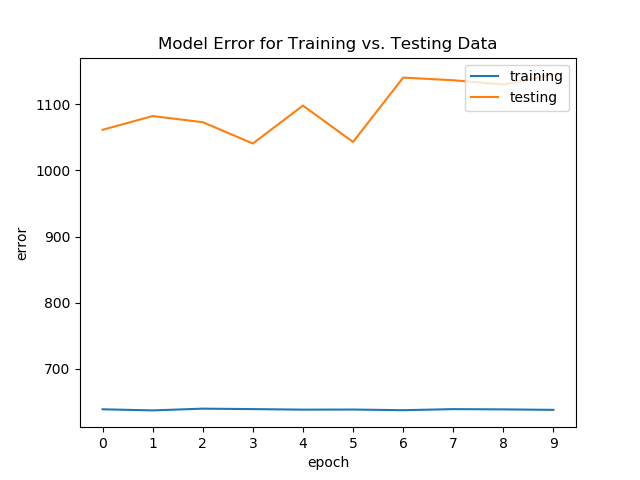 Model Error for Training vs. Testing Data
training
testing
1100
1000
900
800
700
error
0 1 2 3 4 5 6 7 8 9
epoch